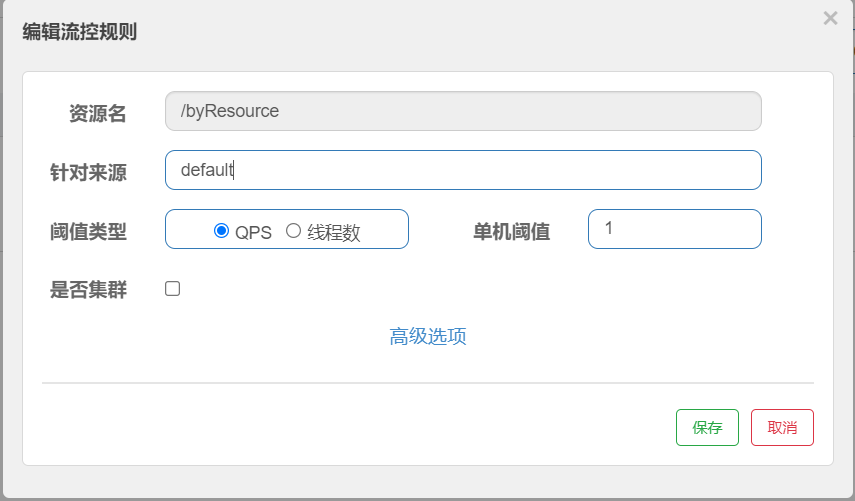 编辑流控规则
×
资源名 /byResource
针对来源 default
阈值类型 QPS 线程数 单机阈值 1
是否集群
高级选项
保存 取消